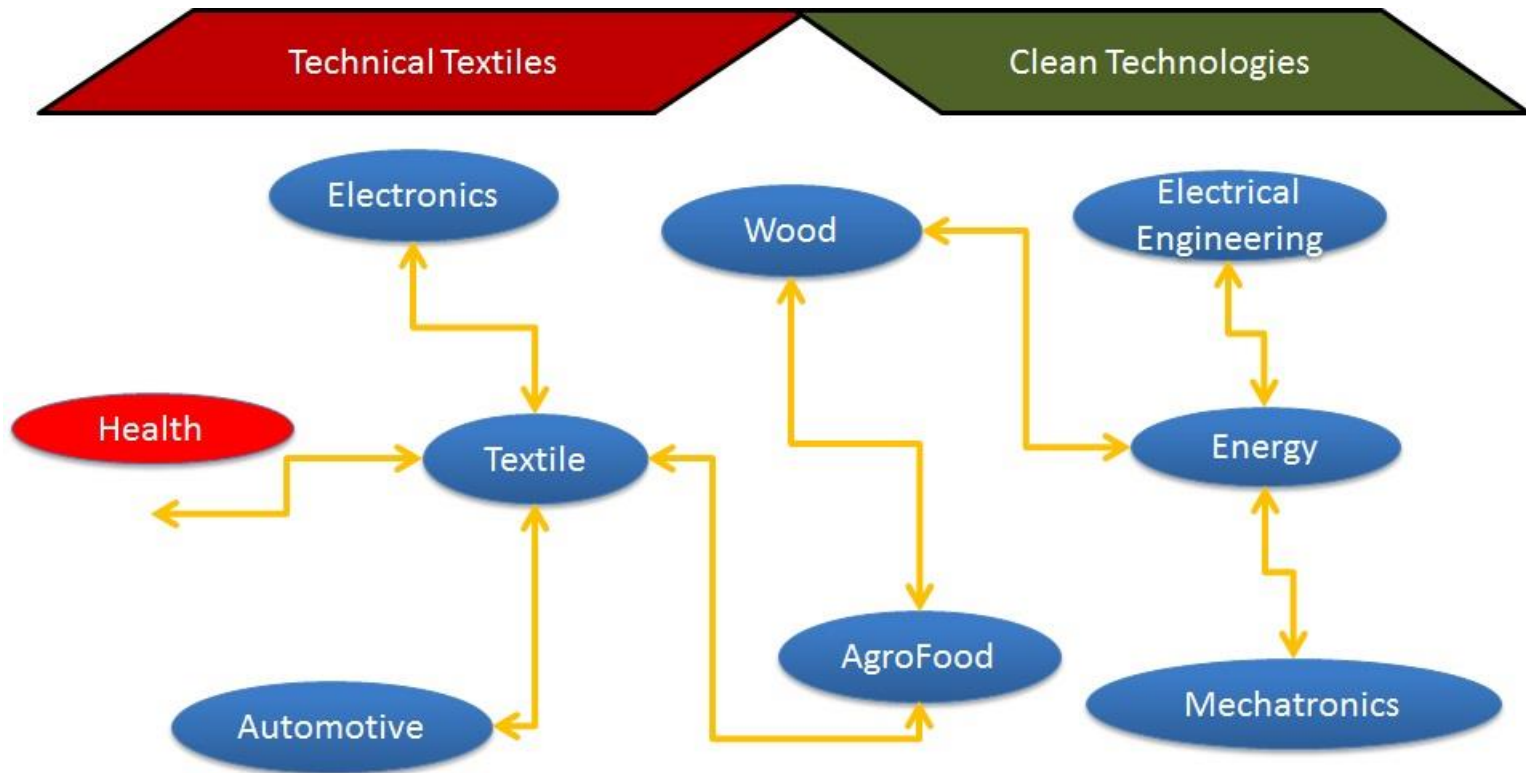 Technical Textiles
Clean Technologies
Electronics
Wood
Electrical
Engineering
Health
Textile
Energy
AgroFood
Automotive
Mechatronics